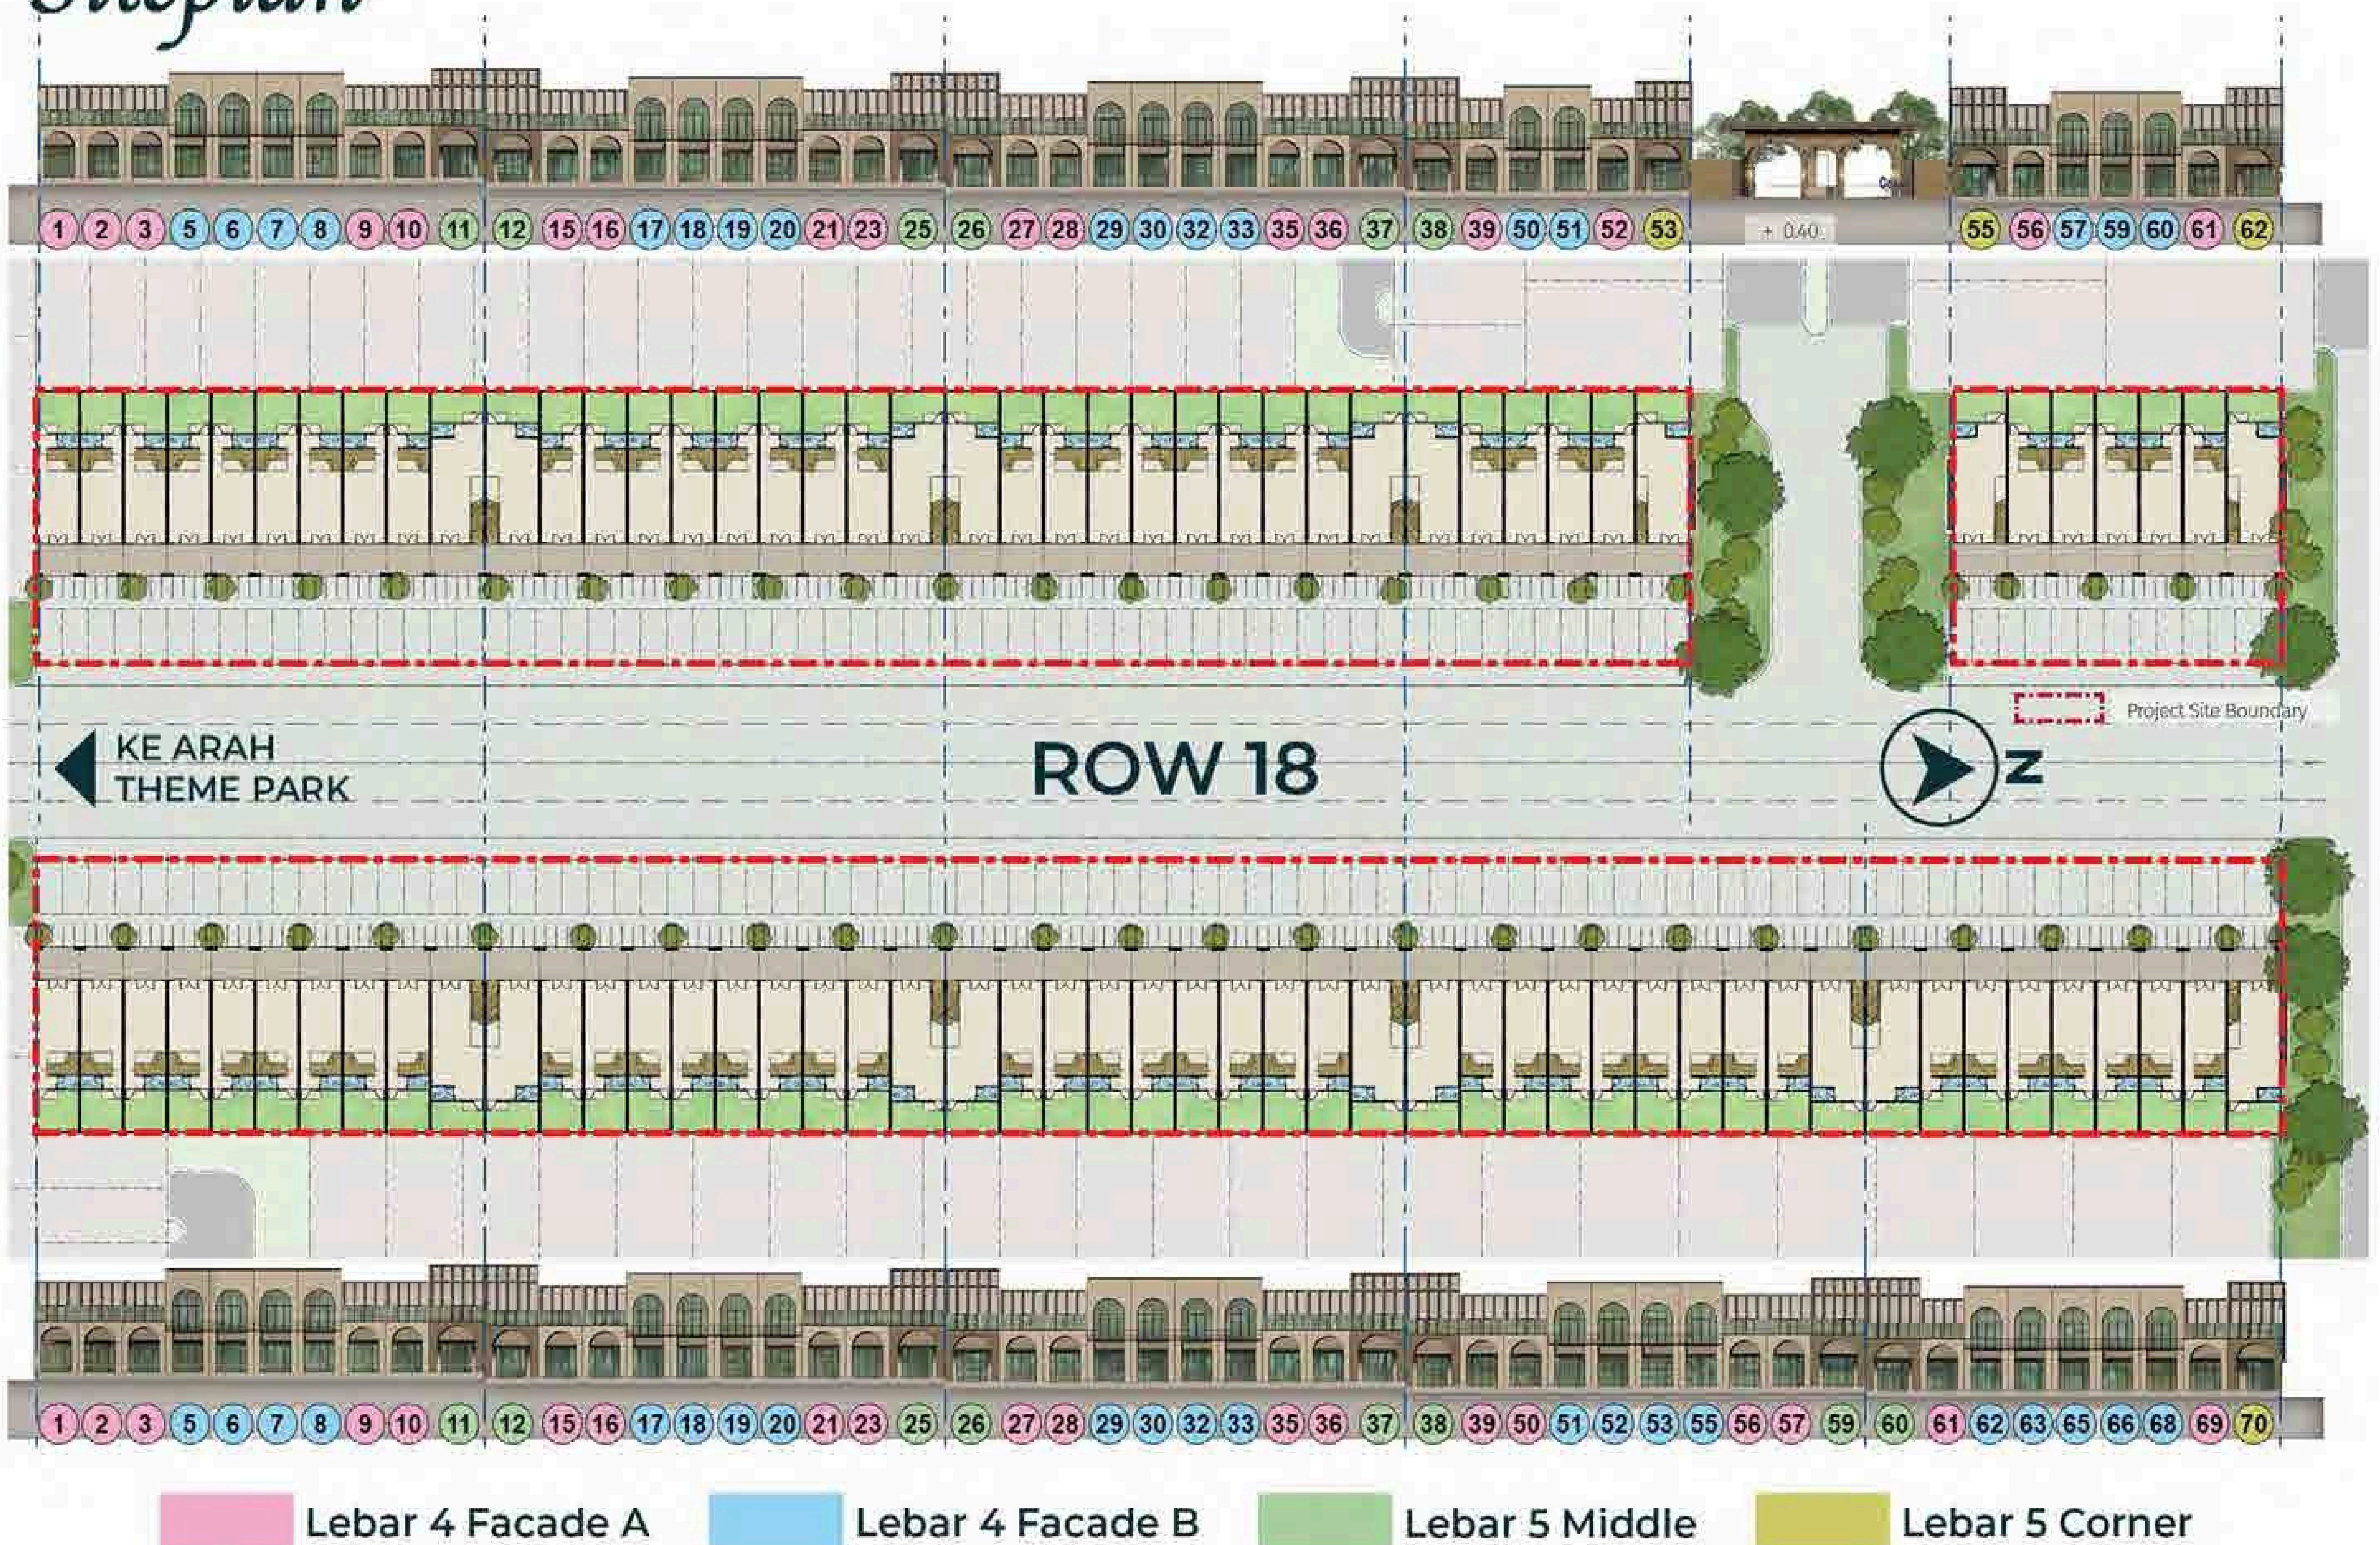 Siteplan
1 2 3 5 6 7 8 9 10 11 12 15 16 17 18 19 20 21 23 25 26 27 28 29 30 32 33 35 36 37 38 39 50 51 52 53 + 0.40 55 56 57 59 60 61 62
Project Site Boundary
KE ARAH
THEME PARK
ROW 18
N
1 2 3 5 6 7 8 9 10 11 12 15 16 17 18 19 20 21 23 25 26 27 28 29 30 32 33 35 36 37 38 39 50 51 52 53 55 56 57 59 60 61 62 63 65 66 68 69 70
Lebar 4 Facade A Lebar 4 Facade B Lebar 5 Middle Lebar 5 Corner